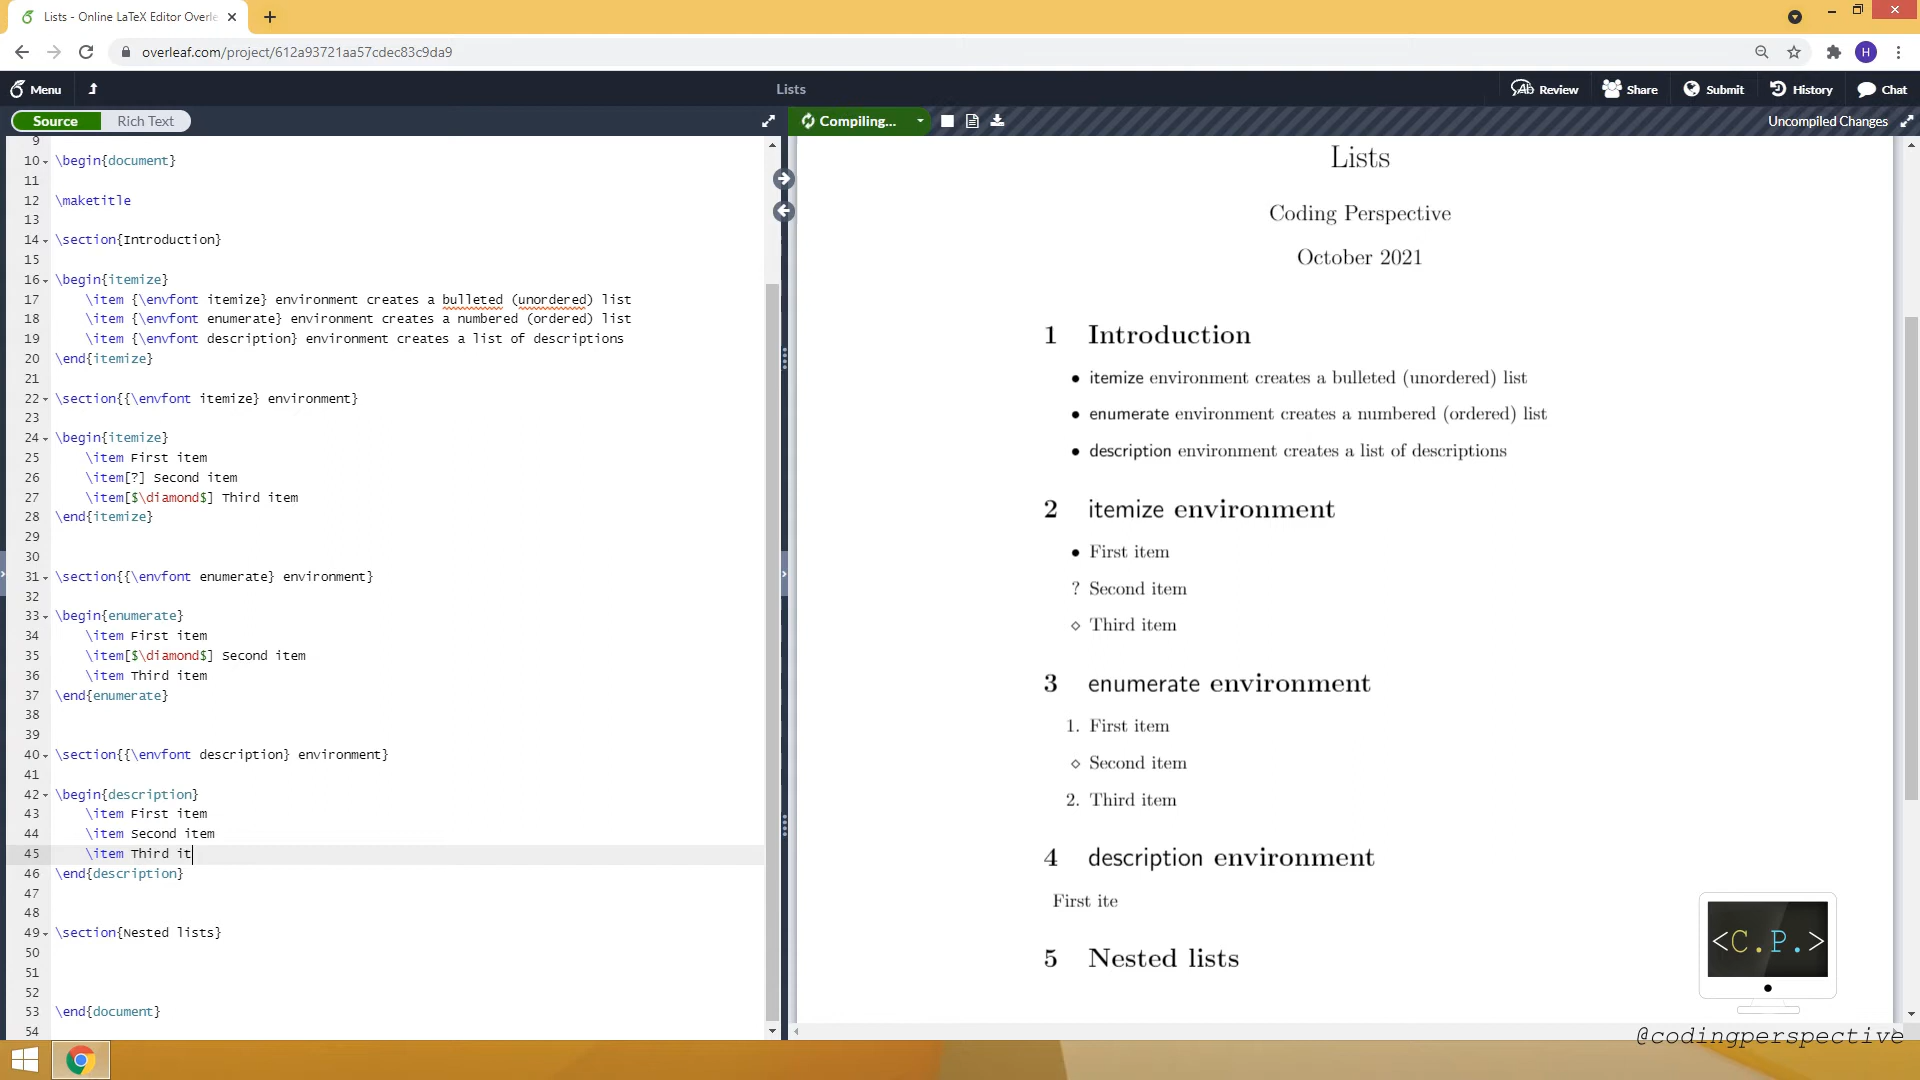 Lists - Online LaTeX Editor Overle
overleaf.com/project/612a93721aa57cdec83c9da9
H
Menu
Lists
Review
Share
Submit
History
Chat
Source
Rich Text
Compiling...
Uncompiled Changes
9
10 \begin{document}
11
12 \maketitle
13
14 \section{Introduction}
15
16 \begin{itemize}
17 \item {\envfont itemize} environment creates a bulleted (unordered) list
18 \item {\envfont enumerate} environment creates a numbered (ordered) list
19 \item {\envfont description} environment creates a list of descriptions
20 \end{itemize}
21
22 \section{{\envfont itemize} environment}
23
24 \begin{itemize}
25 \item First item
26 \item[?] Second item
27 \item[$\diamond$] Third item
28 \end{itemize}
29
30
31 \section{{\envfont enumerate} environment}
32
33 \begin{enumerate}
34 \item First item
35 \item[$\diamond$] Second item
36 \item Third item
37 \end{enumerate}
38
39
40 \section{{\envfont description} environment}
41
42 \begin{description}
43 \item First item
44 \item Second item
45 \item Third it
46 \end{description}
47
48
49 \section{Nested lists}
50
51
52
53 \end{document}
54
Lists
Coding Perspective
October 2021
1 Introduction
• itemize environment creates a bulleted (unordered) list
• enumerate environment creates a numbered (ordered) list
• description environment creates a list of descriptions
2 itemize environment
• First item
? Second item
⋄ Third item
3 enumerate environment
1. First item
⋄ Second item
2. Third item
4 description environment
First ite
5 Nested lists
<C.P.>
@codingperspective